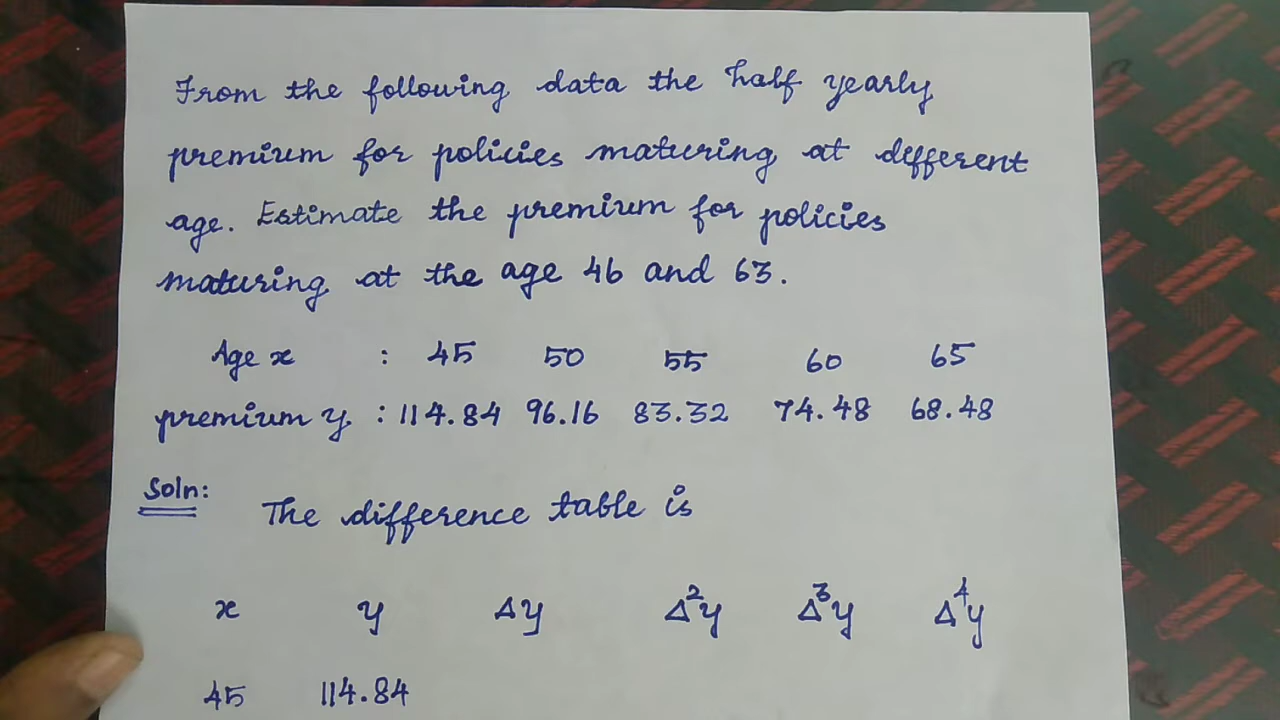 From the following data the half yearly
premium for policies maturing at different
age. Estimate the premium for policies
maturing at the age 46 and 63.
Age x : 45 50 55 60 65
premium y : 114.84 96.16 83.32 74.48 68.48
Soln: The difference table is
x y Δy Δ²y Δ³y Δ⁴y
45 114.84